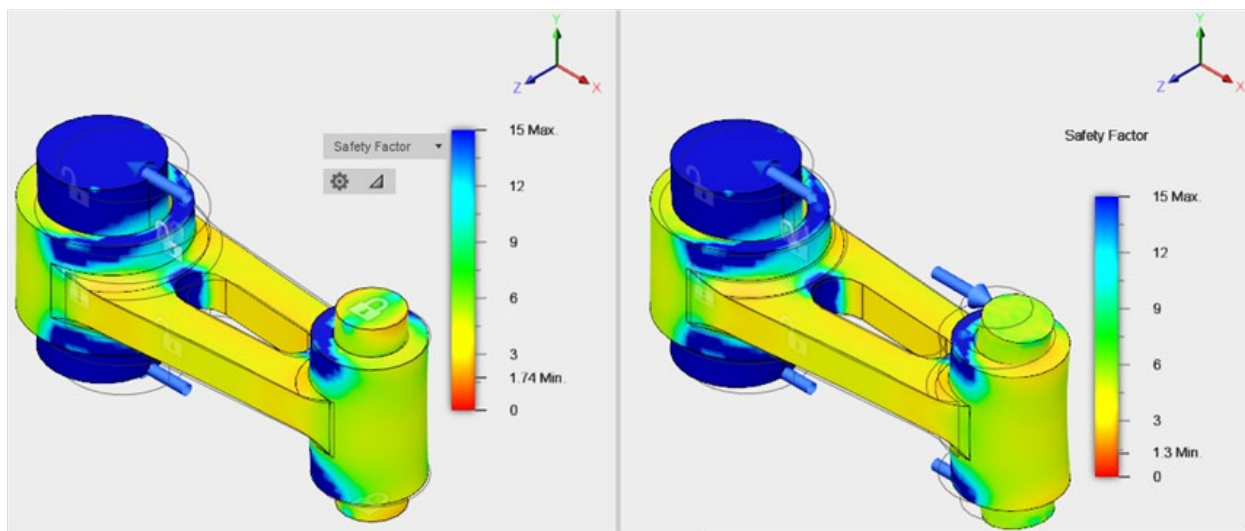 Y
Z
X
Safety Factor
15 Max.
12
9
6
3
1.74 Min.
0
Y
Z
X
Safety Factor
15 Max.
12
9
6
3
1.3 Min.
0